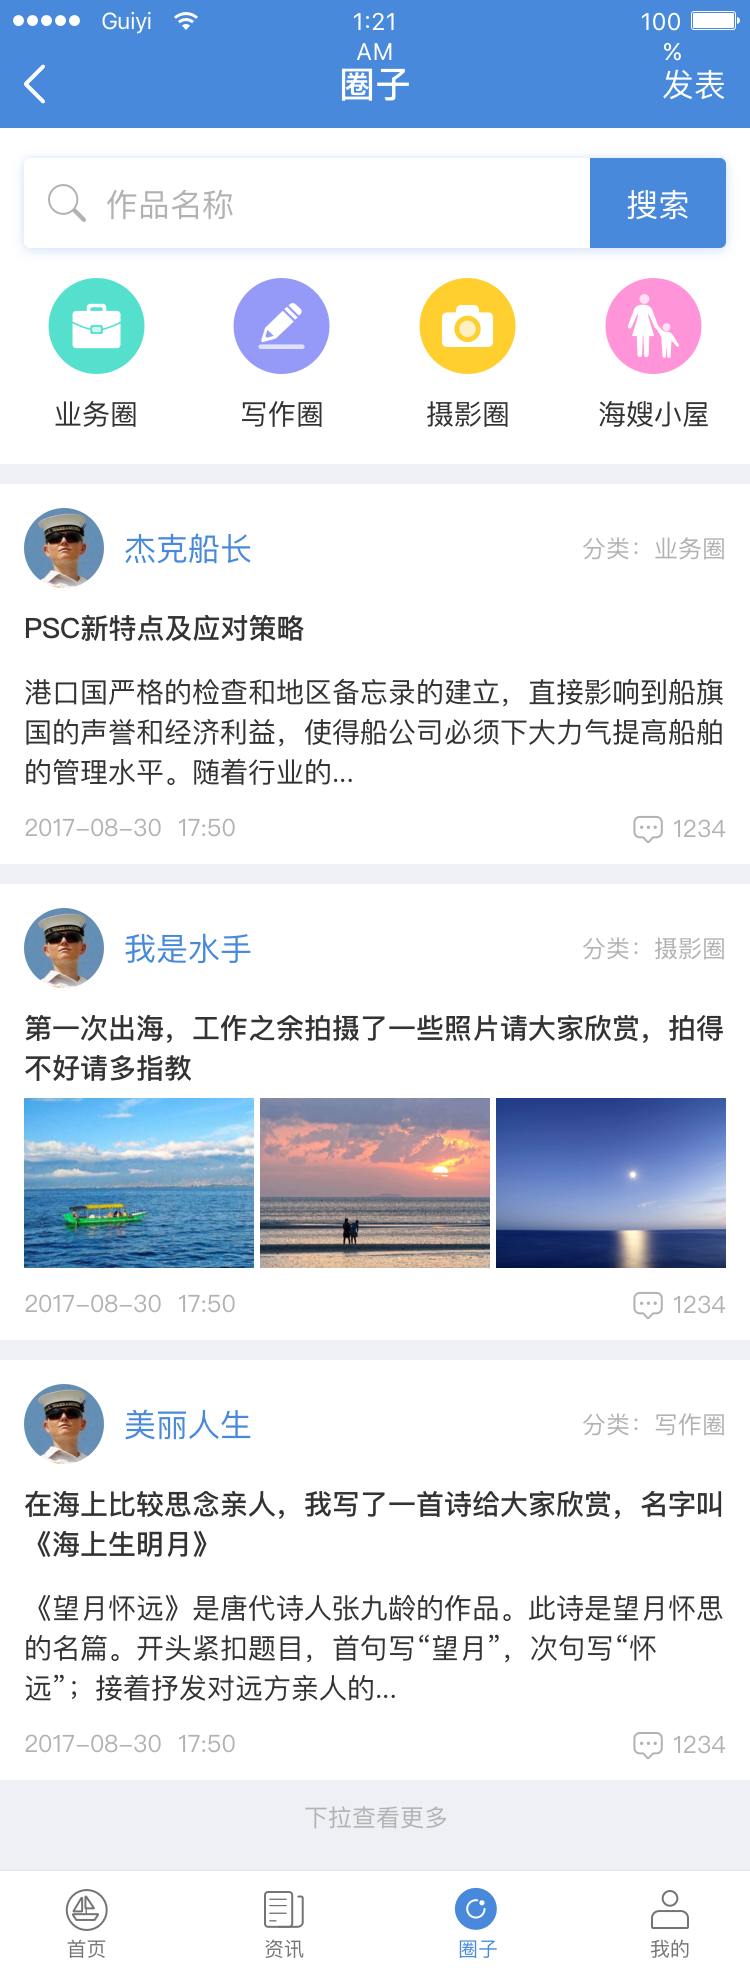 Guiyi
1:21
AM
100
%
圈子
发表
作品名称
搜索
业务圈
写作圈
摄影圈
海嫂小屋
杰克船长
分类：业务圈
PSC新特点及应对策略
港口国严格的检查和地区备忘录的建立，直接影响到船旗
国的声誉和经济利益，使得船公司必须下大力气提高船舶
的管理水平。随着行业的...
2017-08-30 17:50
1234
我是水手
分类：摄影圈
第一次出海，工作之余拍摄了一些照片请大家欣赏，拍得
不好请多指教
2017-08-30 17:50
1234
美丽人生
分类：写作圈
在海上比较思念亲人，我写了一首诗给大家欣赏，名字叫
《海上生明月》
《望月怀远》是唐代诗人张九龄的作品。此诗是望月怀思
的名篇。开头紧扣题目，首句写“望月”，次句写“怀
远”；接着抒发对远方亲人的...
2017-08-30 17:50
1234
下拉查看更多
首页
资讯
圈子
我的